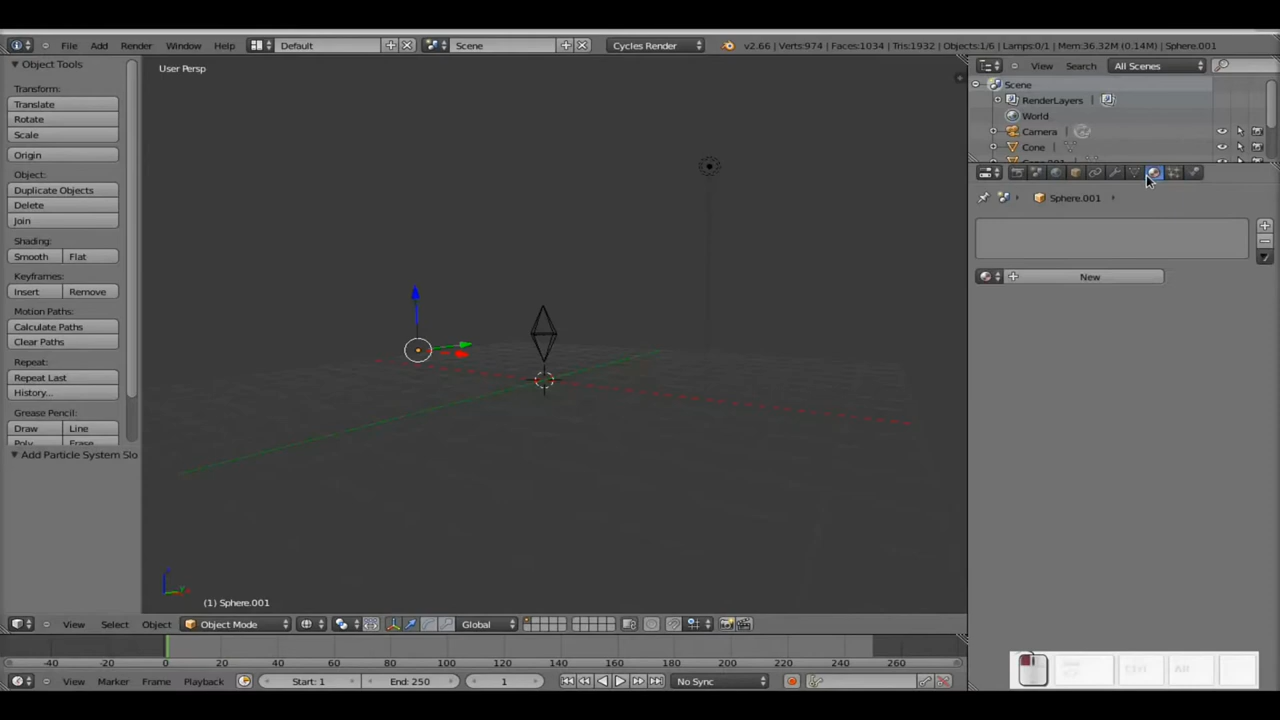 File Add Render Window Help Default Scene Cycles Render v2.66 | Verts:974 | Faces:1034 | Tris:1932 | Objects:1/6 | Lamps:0/1 | Mem:36.32M (0.14M) | Sphere.001
Object Tools
Transform:
Translate
Rotate
Scale
Origin
Object:
Duplicate Objects
Delete
Join
Shading:
Smooth Flat
Keyframes:
Insert Remove
Motion Paths:
Calculate Paths
Clear Paths
Repeat:
Repeat Last
History...
Grease Pencil:
Draw Line
Poly Erase
Add Particle System Slo
User Persp
(1) Sphere.001
View Select Object Object Mode Global
-40 -20 0 20 40 60 80 100 120 140 160 180 200 220 240 260
View Marker Frame Playback Start: 1 End: 250 1 No Sync
View Search All Scenes
Scene
RenderLayers |
World
Camera
Cone
Sphere.001
New
Ctrl Alt